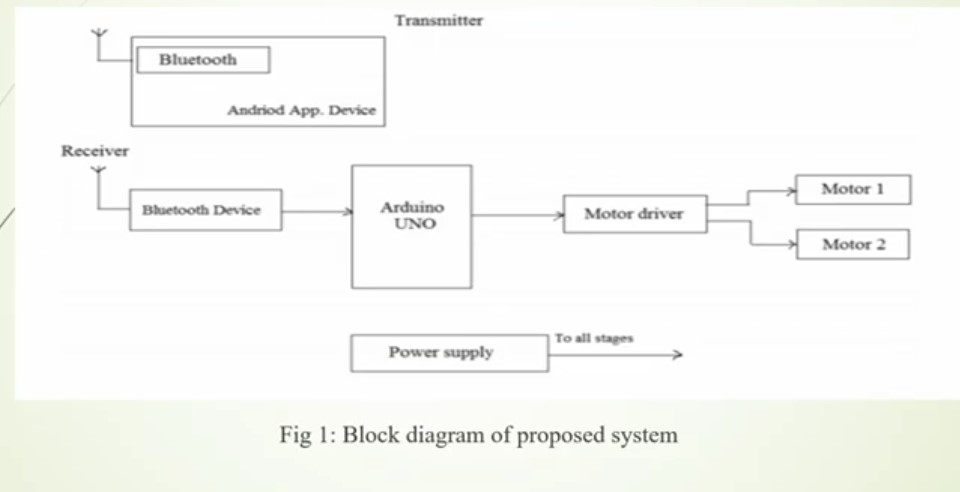 Transmitter
Bluetooth
Andriod App. Device
Receiver
Bluetooth Device
Arduino
UNO
Motor driver
Motor 1
Motor 2
Power supply
To all stages
Fig 1: Block diagram of proposed system